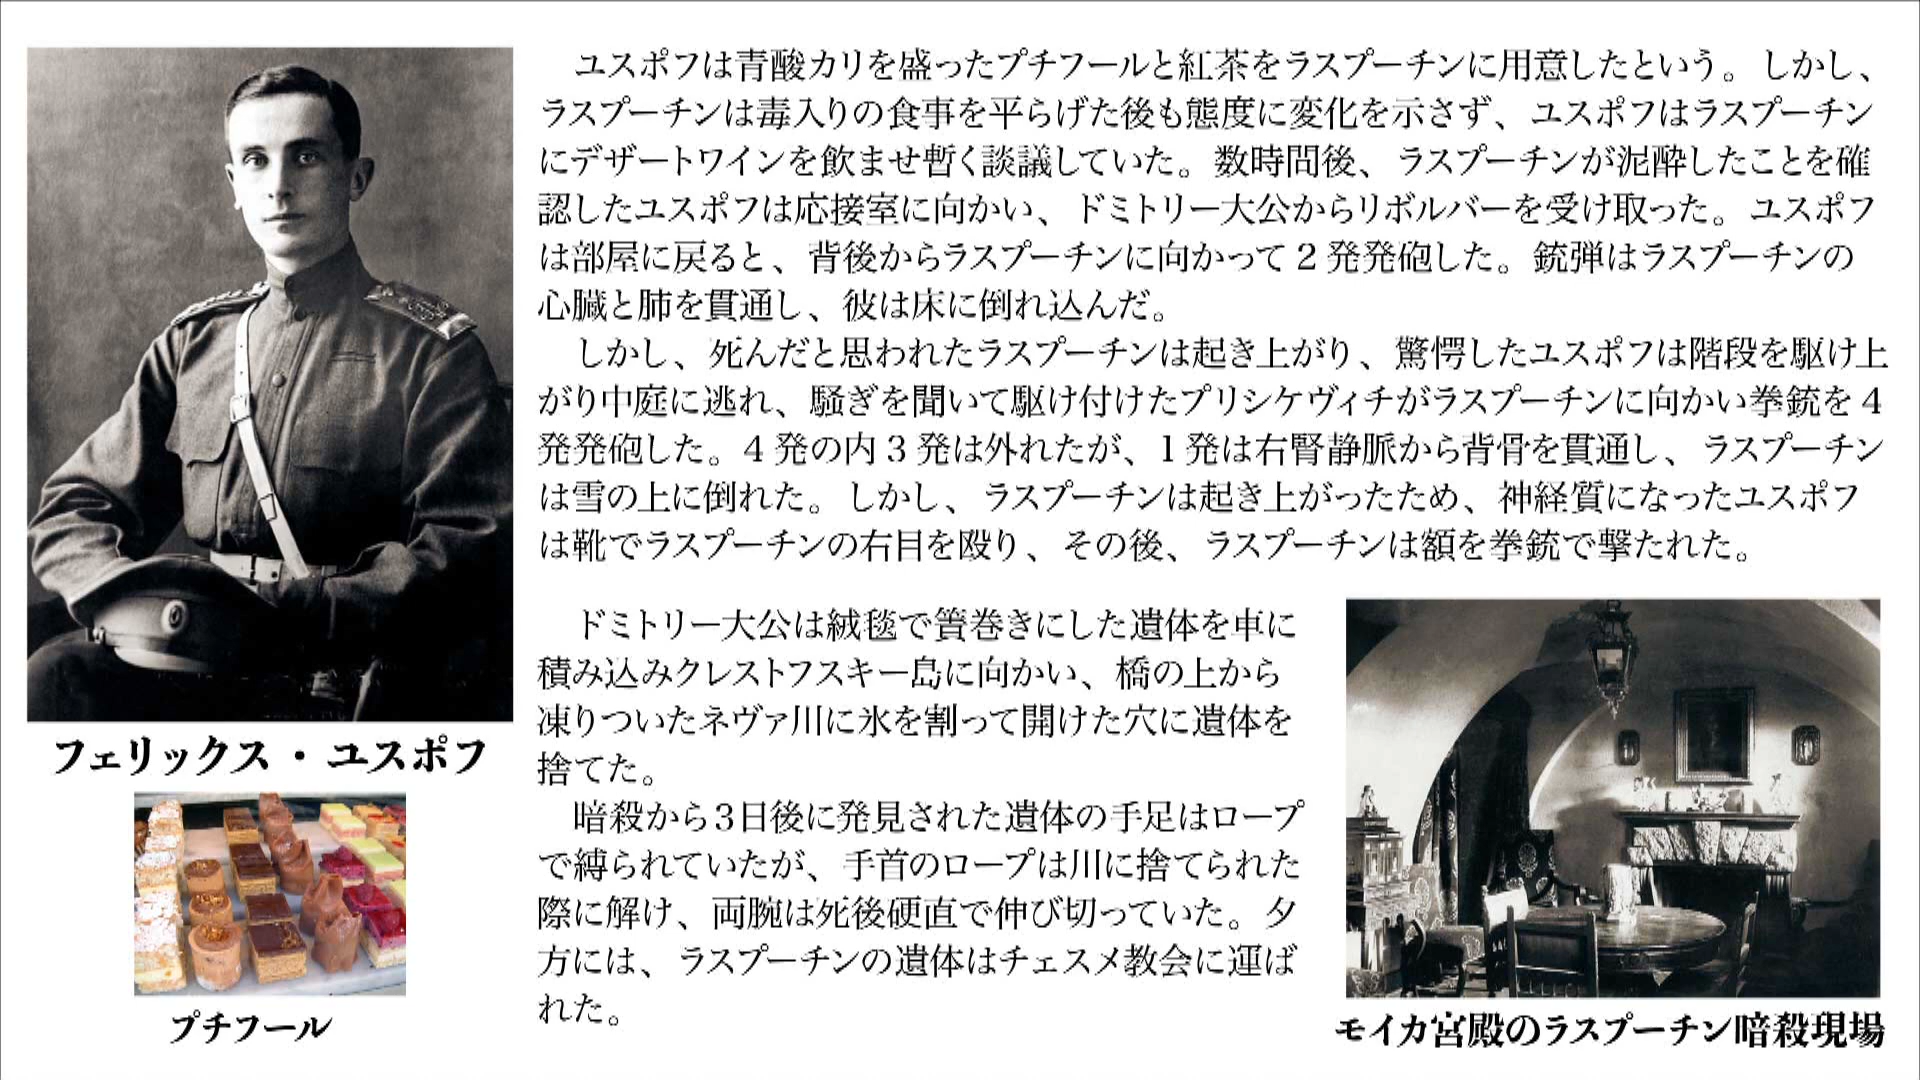 ユスポフは青酸カリを盛ったプチフールと紅茶をラスプーチンに用意したという。しかし、
ラスプーチンは毒入りの食事を平らげた後も態度に変化を示さず、ユスポフはラスプーチン
にデザートワインを飲ませ暫く談議していた。数時間後、ラスプーチンが泥酔したことを確
認したユスポフは応接室に向かい、ドミトリー大公からリボルバーを受け取った。ユスポフ
は部屋に戻ると、背後からラスプーチンに向かって2発発砲した。銃弾はラスプーチンの
心臓と肺を貫通し、彼は床に倒れ込んだ。
しかし、死んだと思われたラスプーチンは起き上がり、驚愕したユスポフは階段を駆け上
がり中庭に逃れ、騒ぎを聞いて駆け付けたプリシケヴィチがラスプーチンに向かい拳銃を4
発発砲した。4発の内3発は外れたが、1発は右腎静脈から背骨を貫通し、ラスプーチン
は雪の上に倒れた。しかし、ラスプーチンは起き上がったため、神経質になったユスポフ
は靴でラスプーチンの右目を殴り、その後、ラスプーチンは額を拳銃で撃たれた。
ドミトリー大公は絨毯で簀巻きにした遺体を車に
積み込みクレストフスキー島に向かい、橋の上から
凍りついたネヴァ川に氷を割って開けた穴に遺体を
捨てた。
暗殺から3日後に発見された遺体の手足はロープ
で縛られていたが、手首のロープは川に捨てられた
際に解け、両腕は死後硬直で伸び切っていた。夕
方には、ラスプーチンの遺体はチェスメ教会に運ば
れた。
フェリックス・ユスポフ
プチフール
モイカ宮殿のラスプーチン暗殺現場